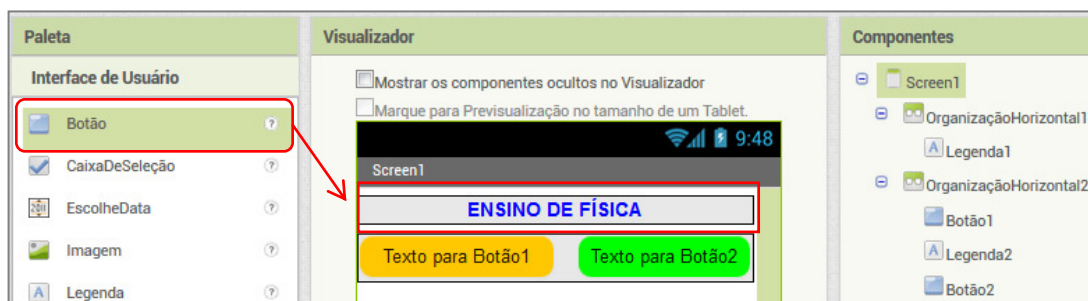 Paleta
Interface de Usuário
Botão
CaixaDeSeleção
EscolheData
Imagem
Legenda
Visualizador
Mostrar os componentes ocultos no Visualizador
Marque para Previsualização no tamanho de um Tablet.
9:48
Screen1
ENSINO DE FÍSICA
Texto para Botão1 Texto para Botão2
Componentes
Screen1
OrganizaçãoHorizontal1
Legenda1
OrganizaçãoHorizontal2
Botão1
Legenda2
Botão2